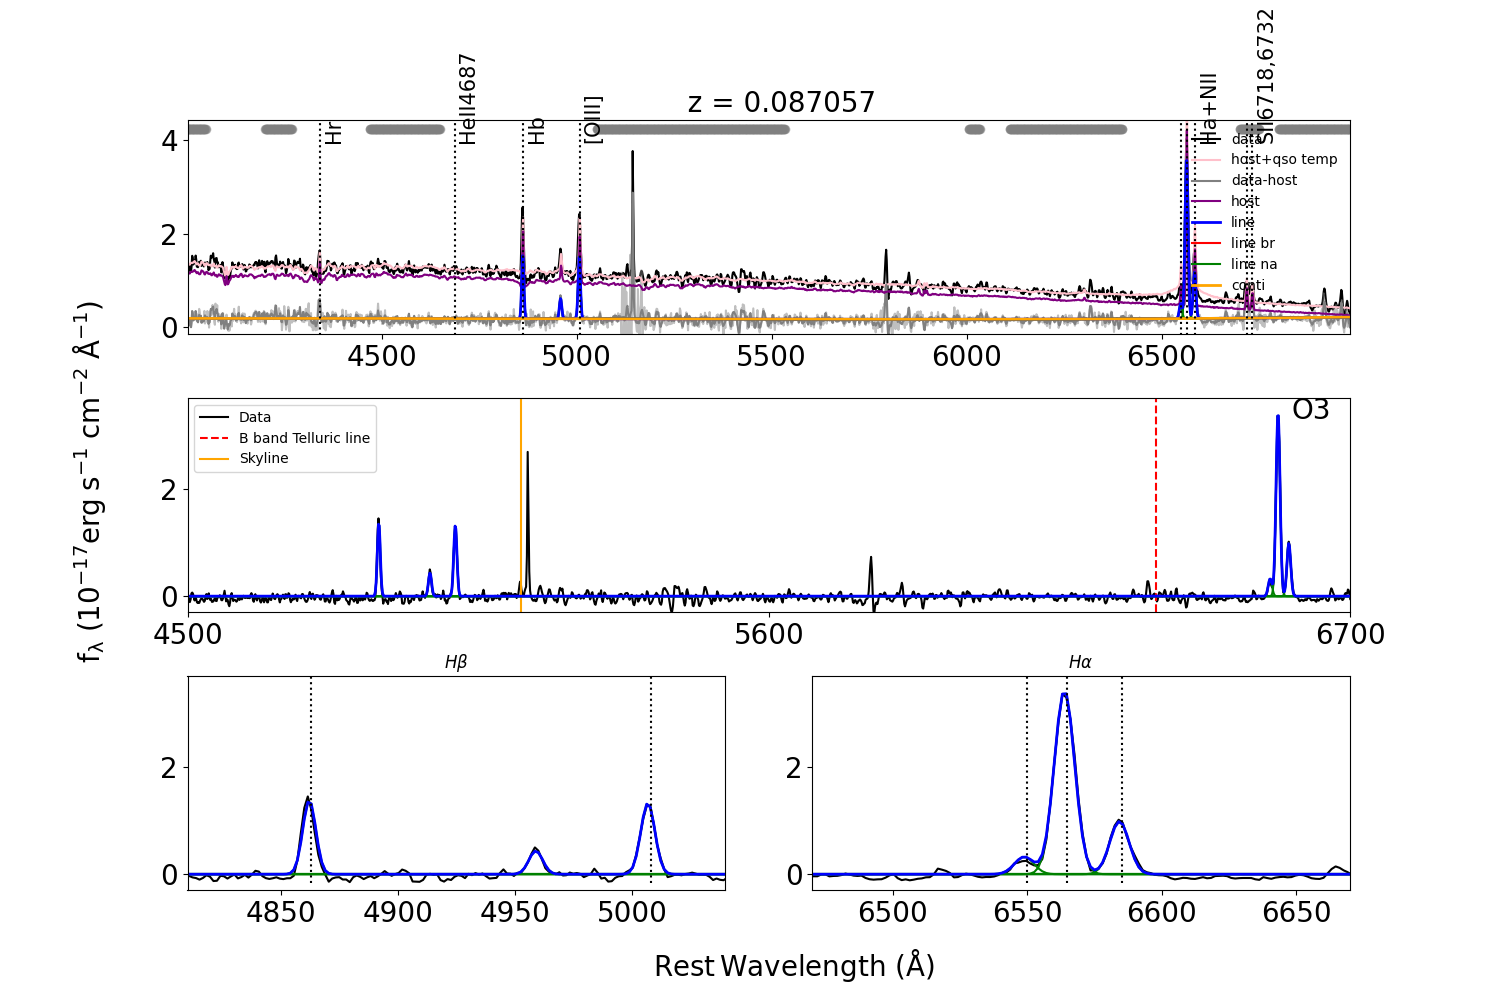 z = 0.087057
Hr
HeII4687
Hb
[OIII]
Ha+NII
SII6718,6732
data
host+qso temp
data-host
host
line
line br
line na
conti
4
2
0
4500 5000 5500 6000 6500
Data
B band Telluric line
Skyline
O3
2
0
4500 5600 6700
fλ (10−17erg s−1 cm−2 Å−1)
Hβ
2
0
4850 4900 4950 5000
Hα
2
0
6500 6550 6600 6650
Rest Wavelength (Å)